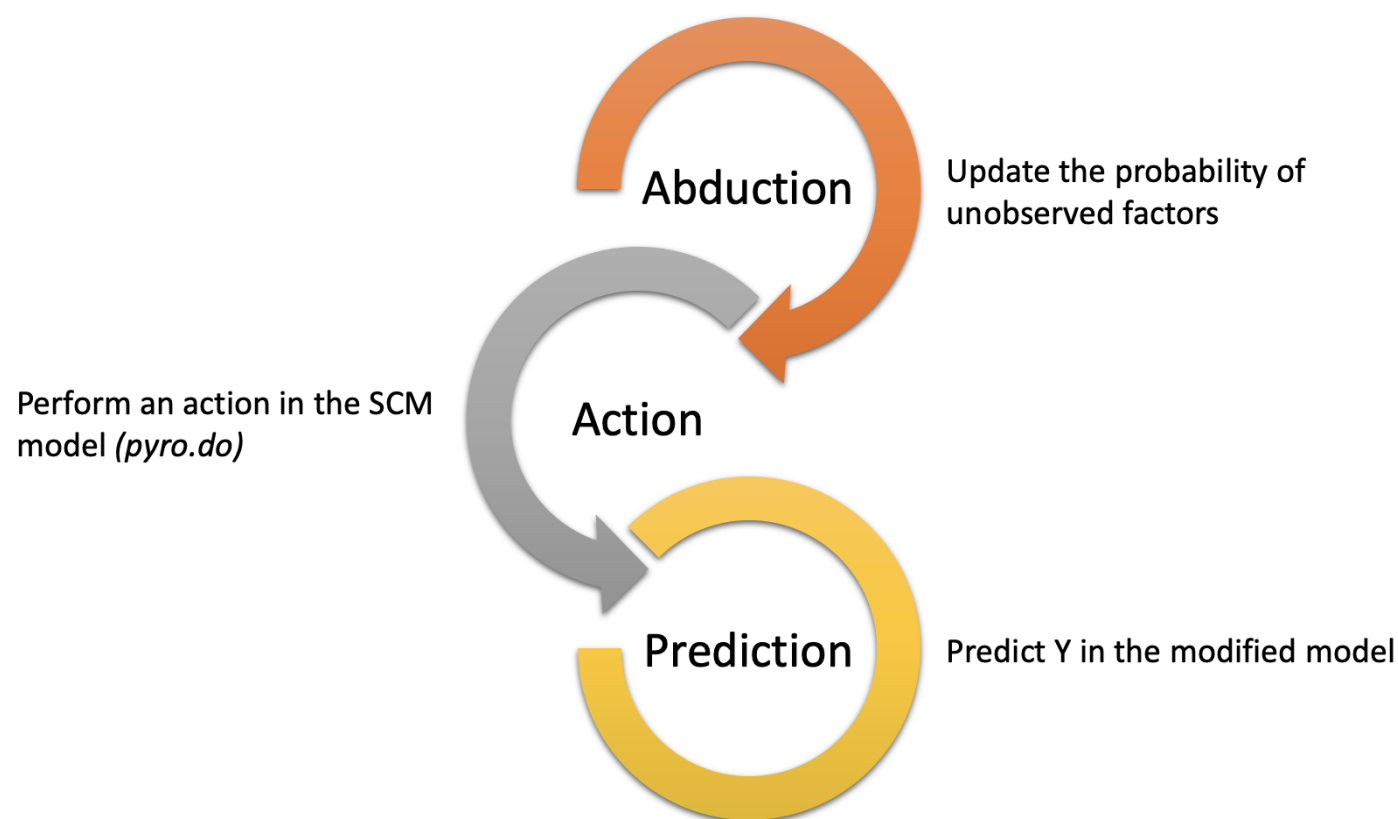 Abduction
Update the probability of
unobserved factors
Perform an action in the SCM
model (pyro.do)
Action
Prediction
Predict Y in the modified model